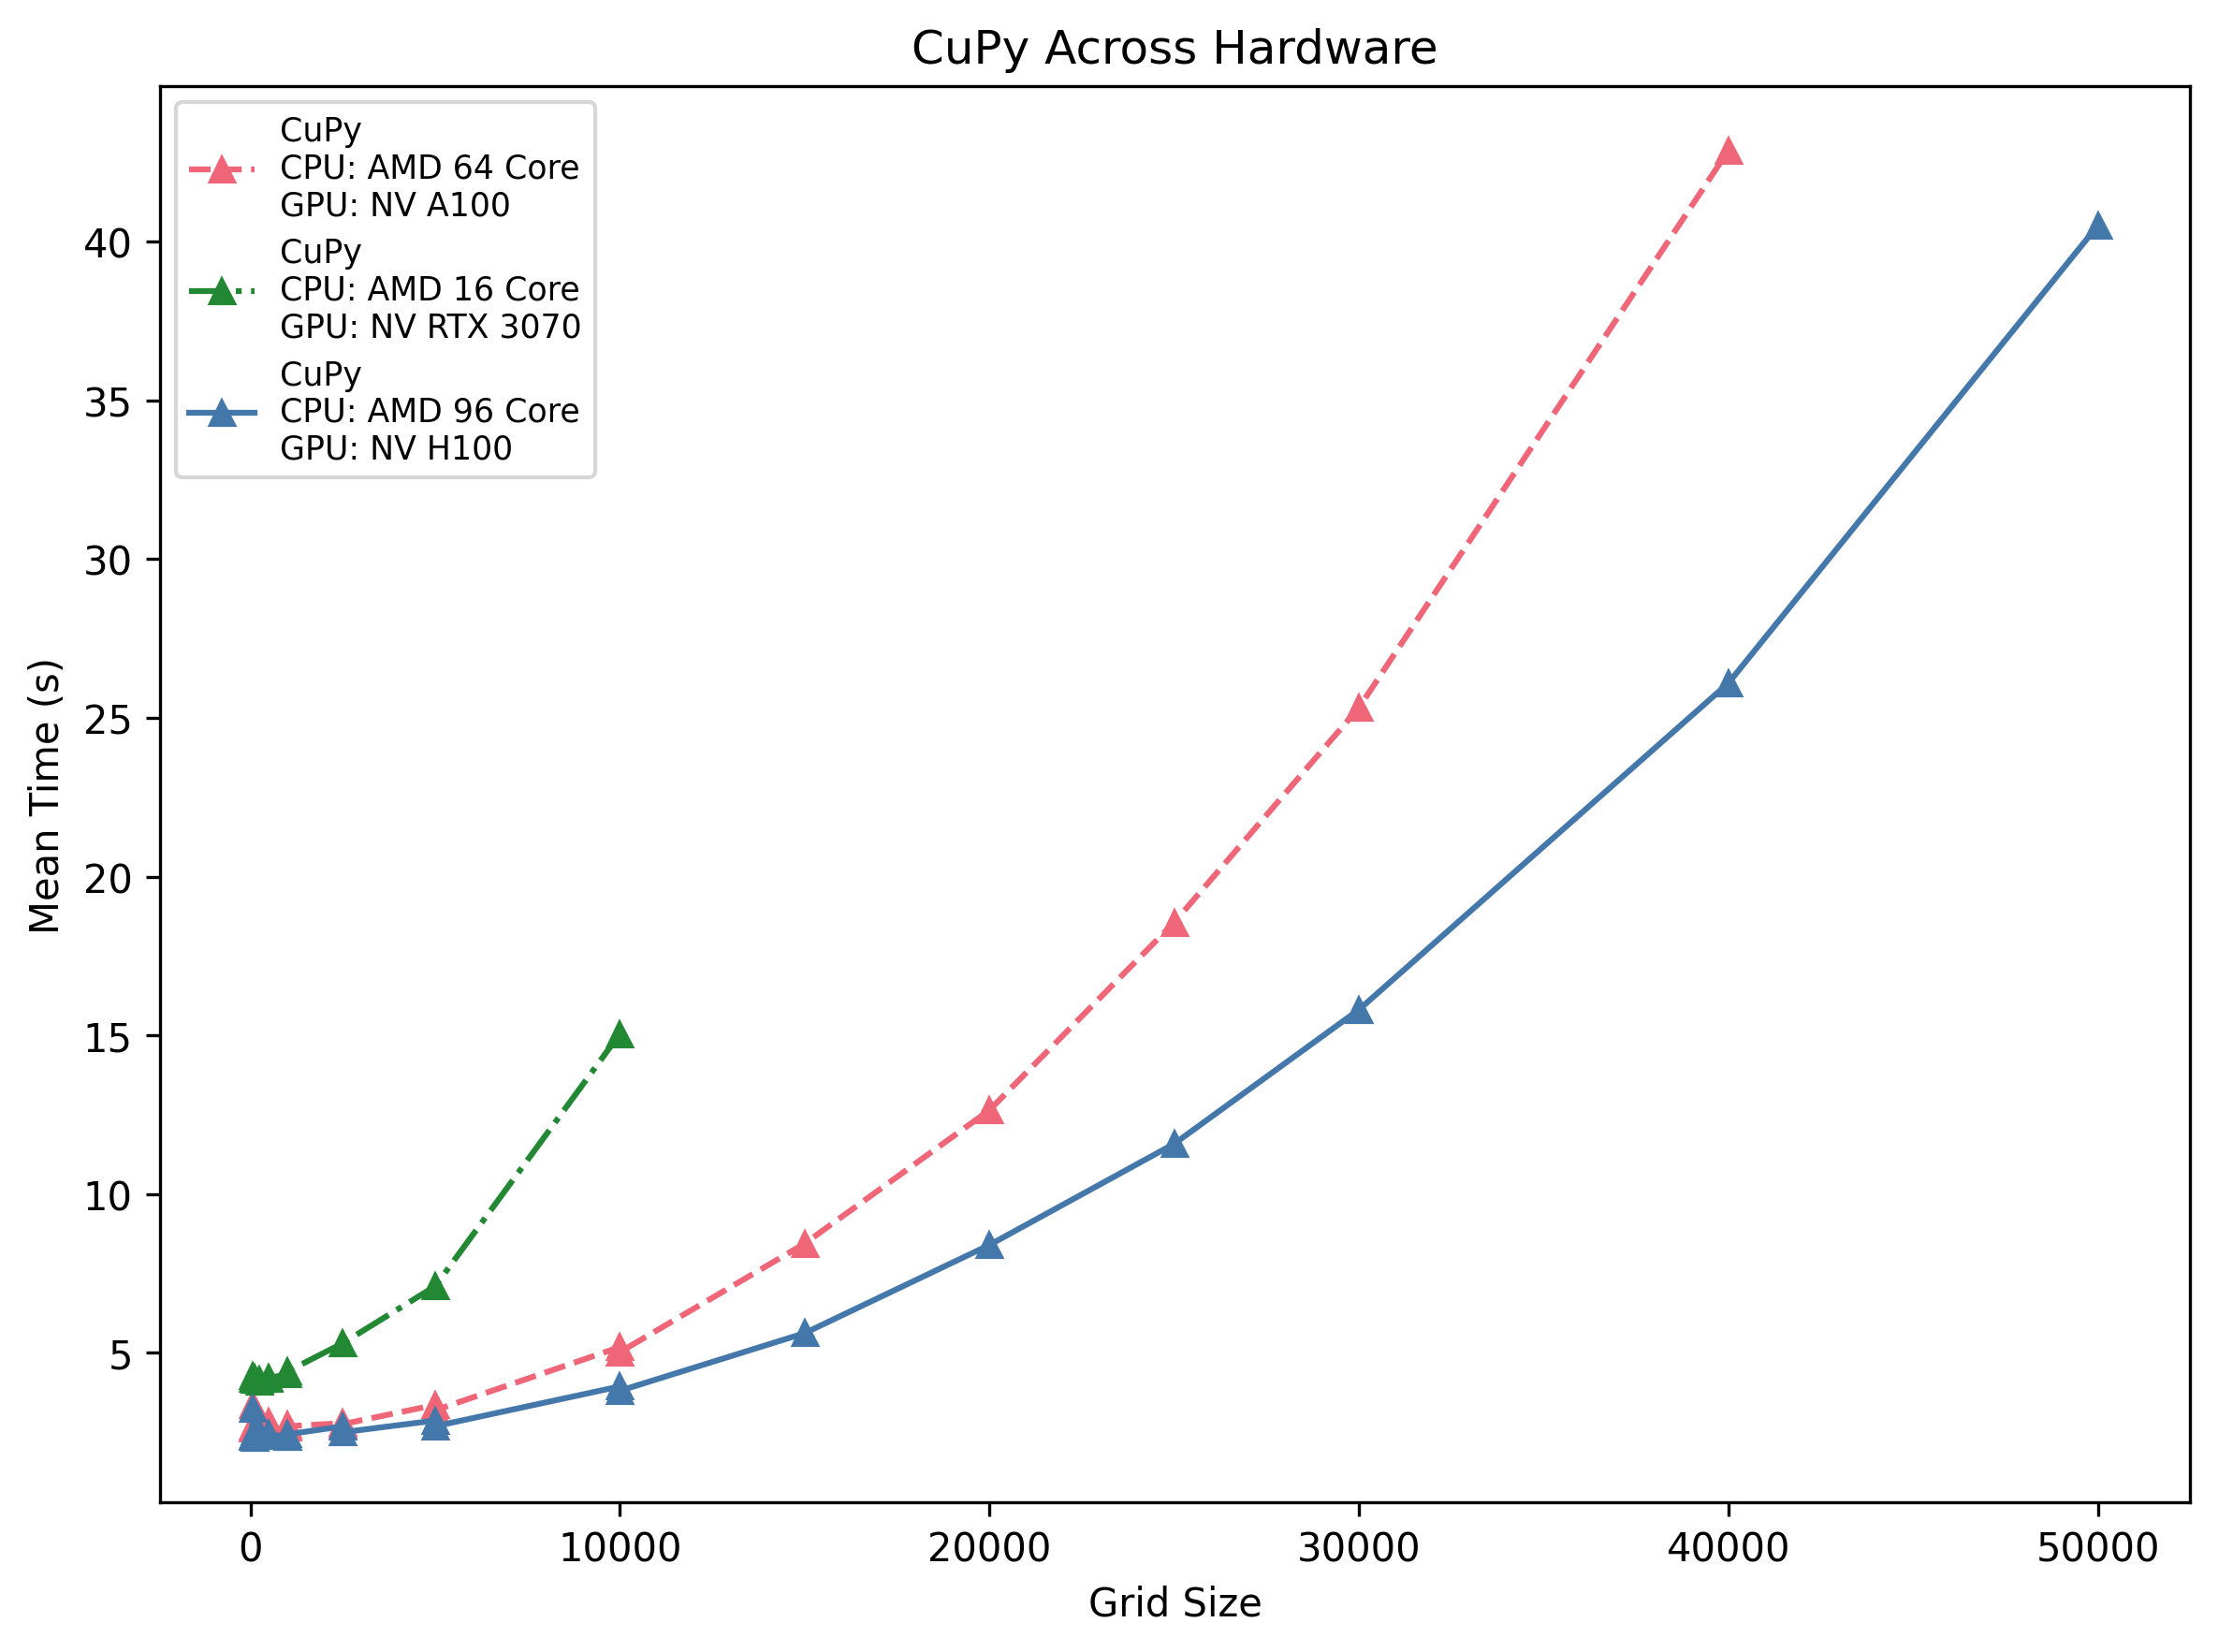 CuPy Across Hardware
CuPy
CPU: AMD 64 Core
GPU: NV A100
CuPy
CPU: AMD 16 Core
GPU: NV RTX 3070
CuPy
CPU: AMD 96 Core
GPU: NV H100
Mean Time (s)
40
35
30
25
20
15
10
5
0
10000
20000
30000
40000
50000
Grid Size